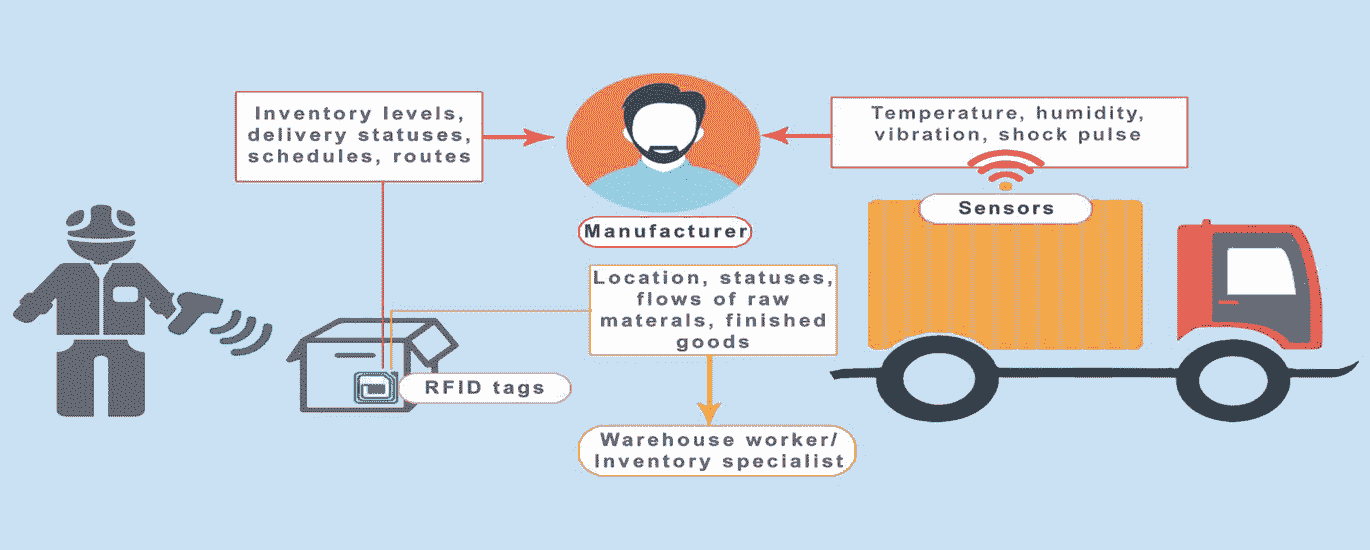 Inventory levels,
delivery statuses,
schedules, routes
Temperature, humidity,
vibration, shock pulse
Sensors
Manufacturer
Location, statuses,
flows of raw
materals, finished
goods
RFID tags
Warehouse worker/
Inventory specialist